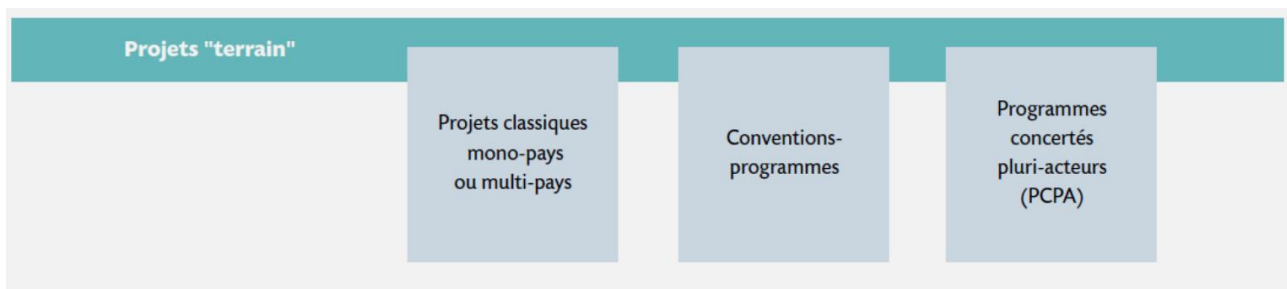 Projets "terrain"
Projets classiques
mono-pays
ou multi-pays
Conventions-
programmes
Programmes
concertés
pluri-acteurs
(PCPA)